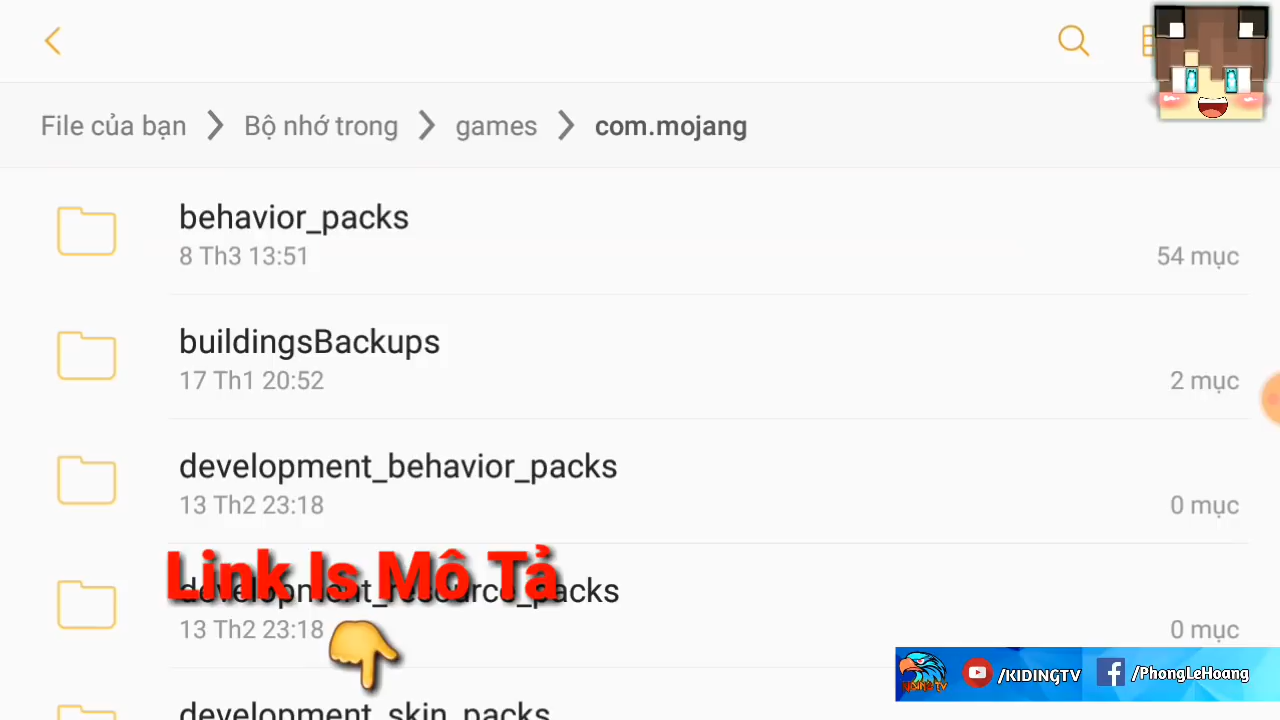 File của bạn > Bộ nhớ trong > games > com.mojang
behavior_packs
8 Th3 13:51
54 mục
buildingsBackups
17 Th1 20:52
2 mục
development_behavior_packs
13 Th2 23:18
0 mục
Link Is Mô Tả
development_resource_packs
13 Th2 23:18
0 mục
KIDING TV
/KIDINGTV
/PhongLeHoang
development_skin_packs